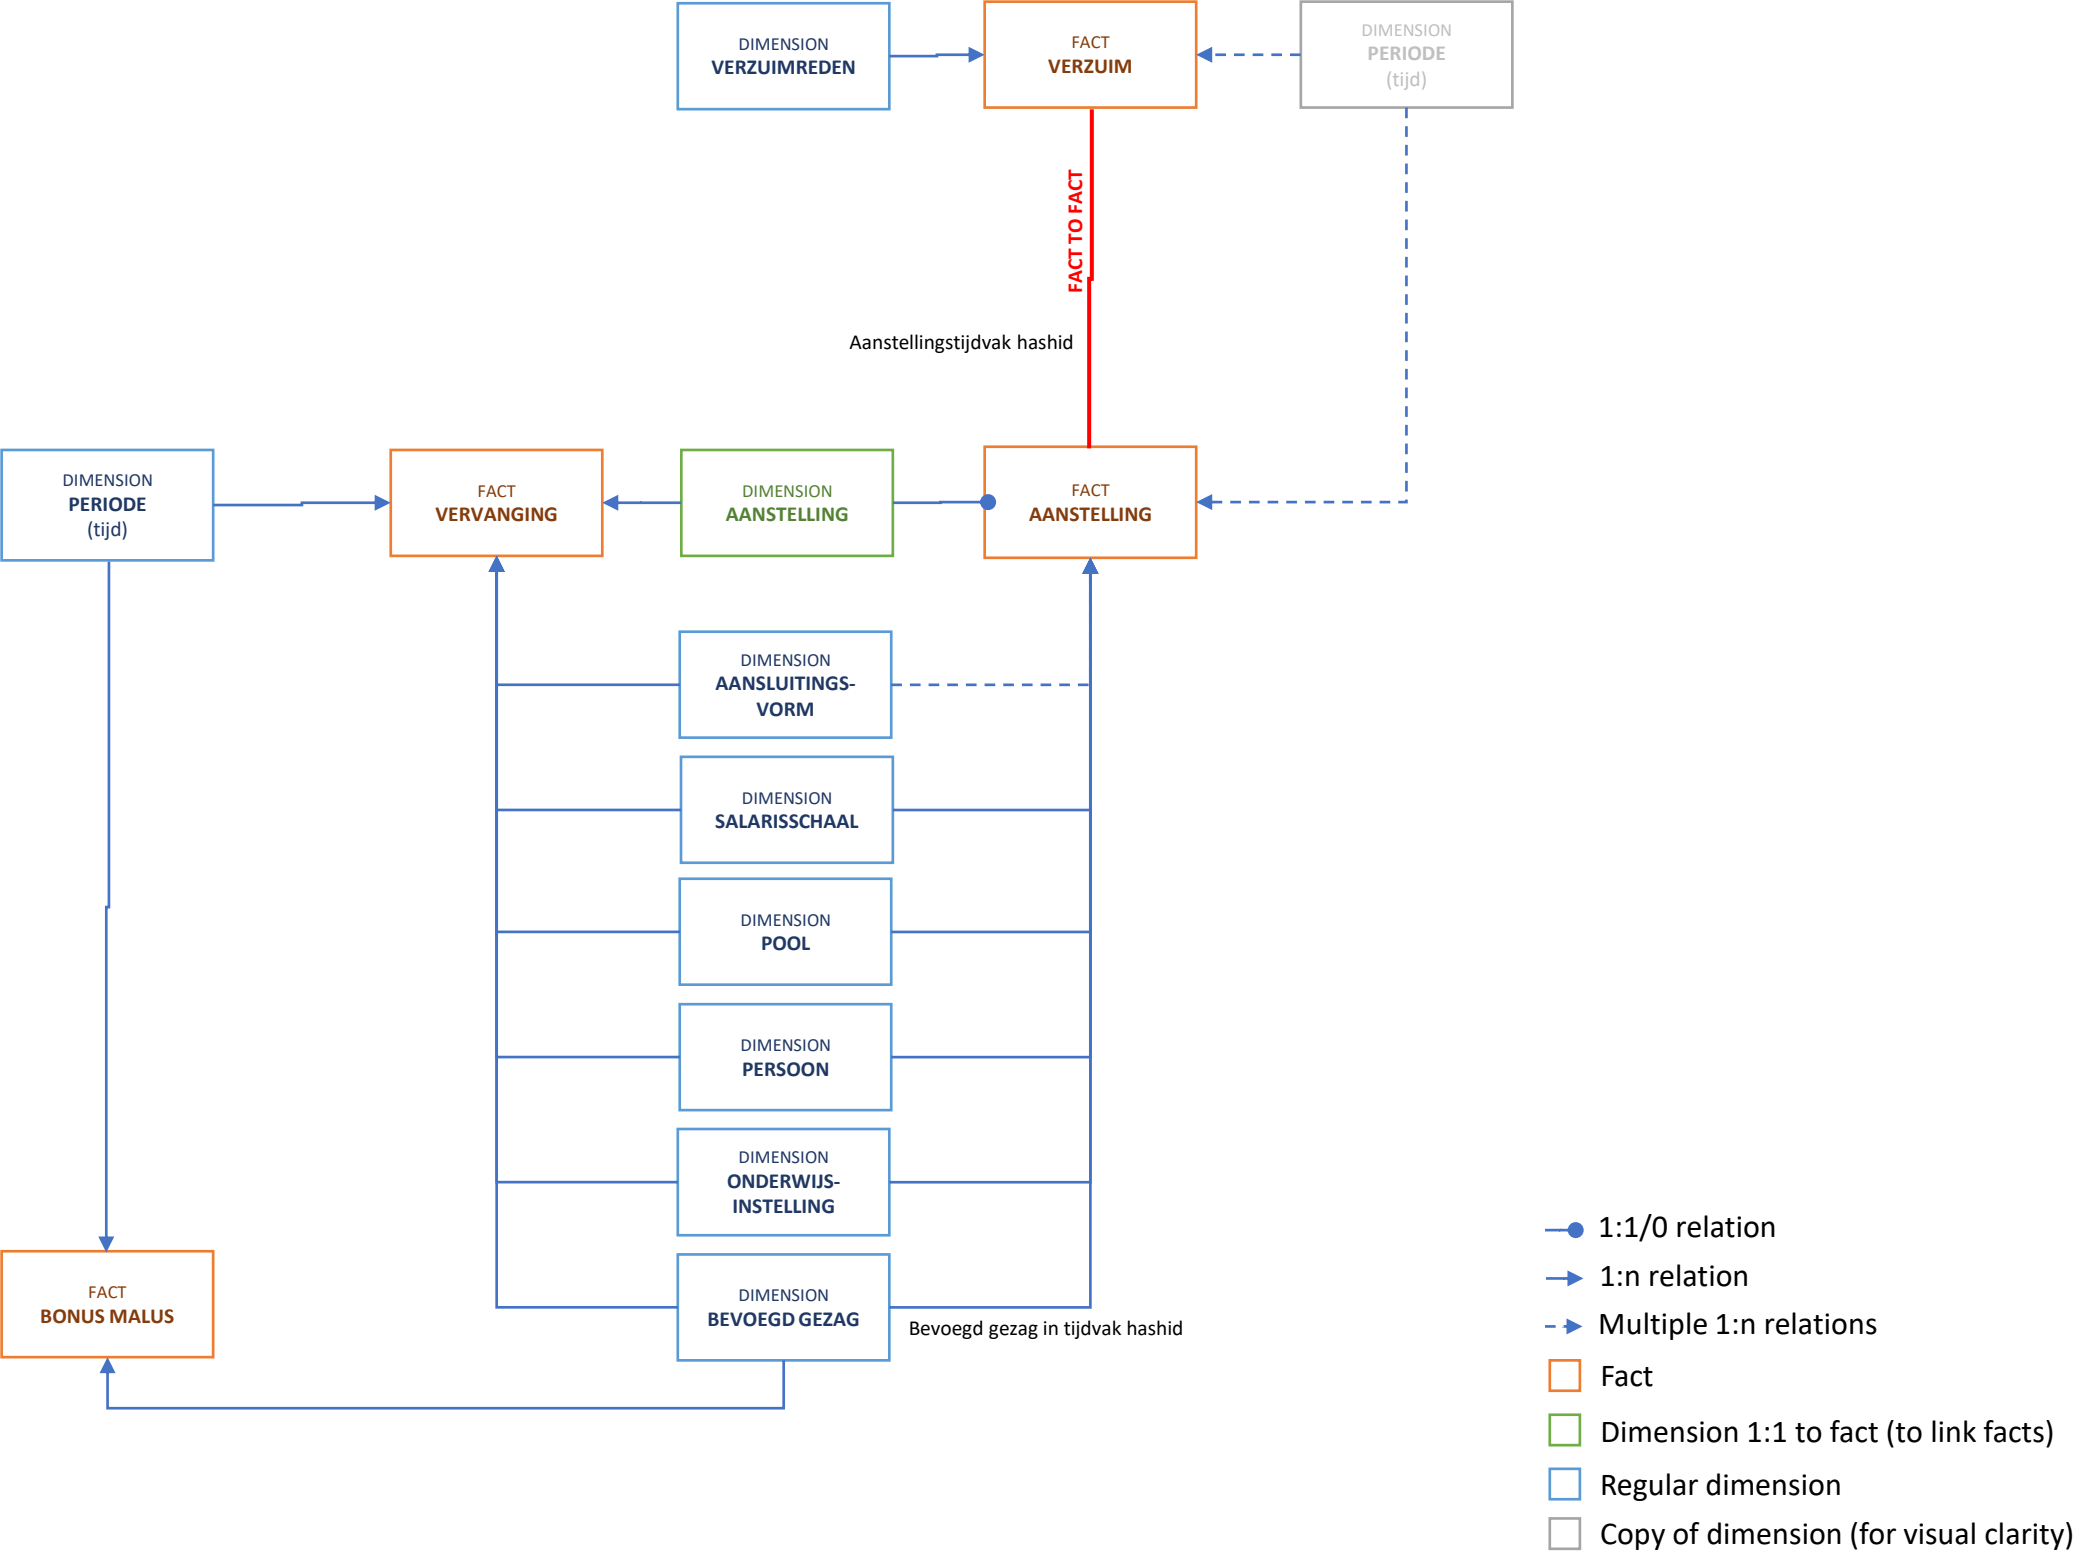 DIMENSION
VERZUIMREDEN
FACT
VERZUIM
DIMENSION
PERIODE
(tijd)
FACT TO FACT
Aanstellingstijdvak hashid
DIMENSION
PERIODE
(tijd)
FACT
VERVANGING
DIMENSION
AANSTELLING
FACT
AANSTELLING
DIMENSION
AANSLUITINGS-
VORM
DIMENSION
SALARISSCHAAL
DIMENSION
POOL
DIMENSION
PERSOON
DIMENSION
ONDERWIJS-
INSTELLING
DIMENSION
BEVOEGD GEZAG
Bevoegd gezag in tijdvak hashid
FACT
BONUS MALUS
1:1/0 relation
1:n relation
Multiple 1:n relations
Fact
Dimension 1:1 to fact (to link facts)
Regular dimension
Copy of dimension (for visual clarity)